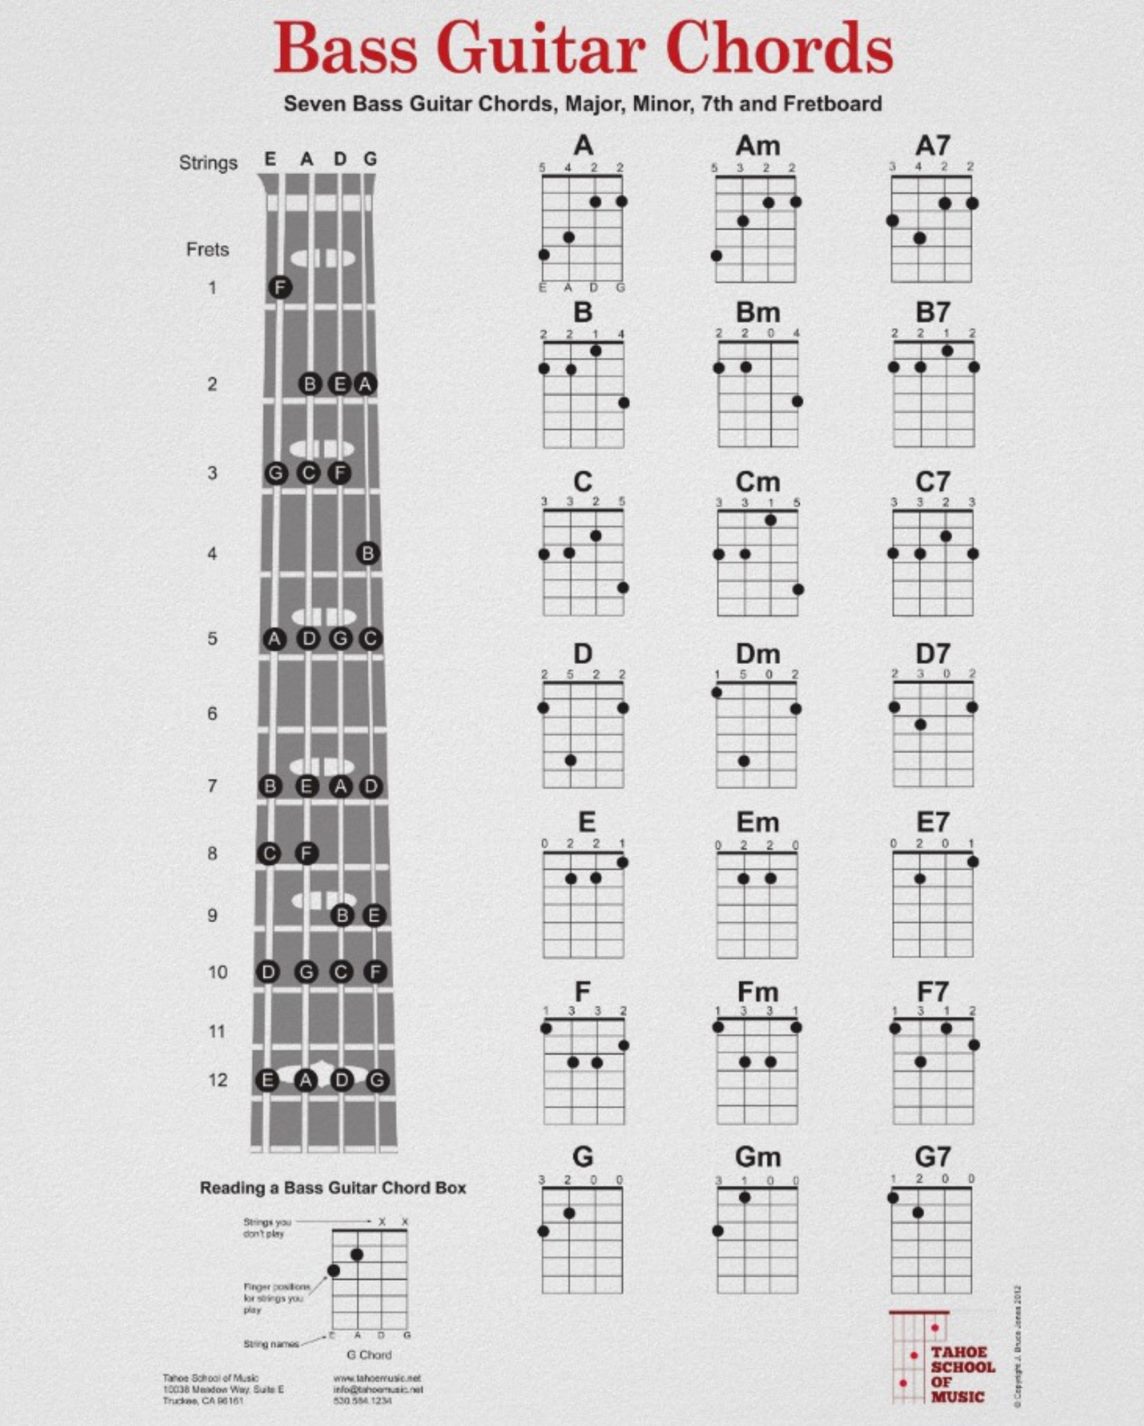 Bass Guitar Chords
Seven Bass Guitar Chords, Major, Minor, 7th and Fretboard
Strings E A D G
Frets
1 F
2 B E A
3 G C F
4 B
5 A D G C
6
7 B E A D
8 C F
9 B E
10 D G C F
11
12 E A D G
A Am A7
5 4 2 2 5 3 2 2 3 4 2 2
E A D G
B Bm B7
2 2 1 4 2 2 0 4 2 2 1 2
C Cm C7
3 3 2 5 3 3 1 5 3 3 2 3
D Dm D7
2 5 2 2 1 5 0 2 2 3 0 2
E Em E7
0 2 2 1 0 2 2 0 0 2 0 1
F Fm F7
1 3 3 2 1 3 3 1 1 3 1 2
G Gm G7
3 2 0 0 3 1 0 0 1 2 0 0
Reading a Bass Guitar Chord Box
Strings you
don't play
X X
Finger positions
for strings you
play
String names
E A D G
G Chord
Tahoe School of Music
10038 Meadow Way, Suite E
Truckee, CA 96161
www.tahoemusic.net
info@tahoemusic.net
530.584.1234
TAHOE
SCHOOL
OF
MUSIC
© Copyright J. Bruce Jones 2012